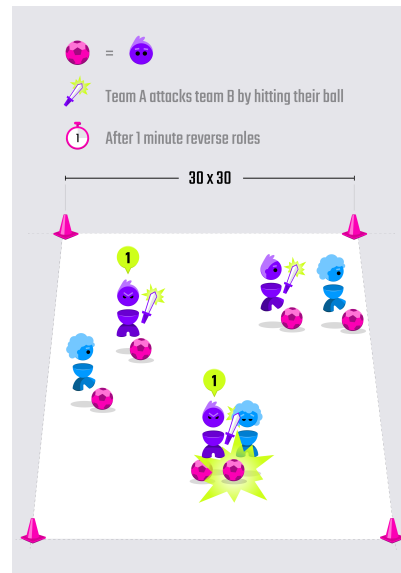 =
Team A attacks team B by hitting their ball
1
After 1 minute reverse roles
30 x 30
1
1